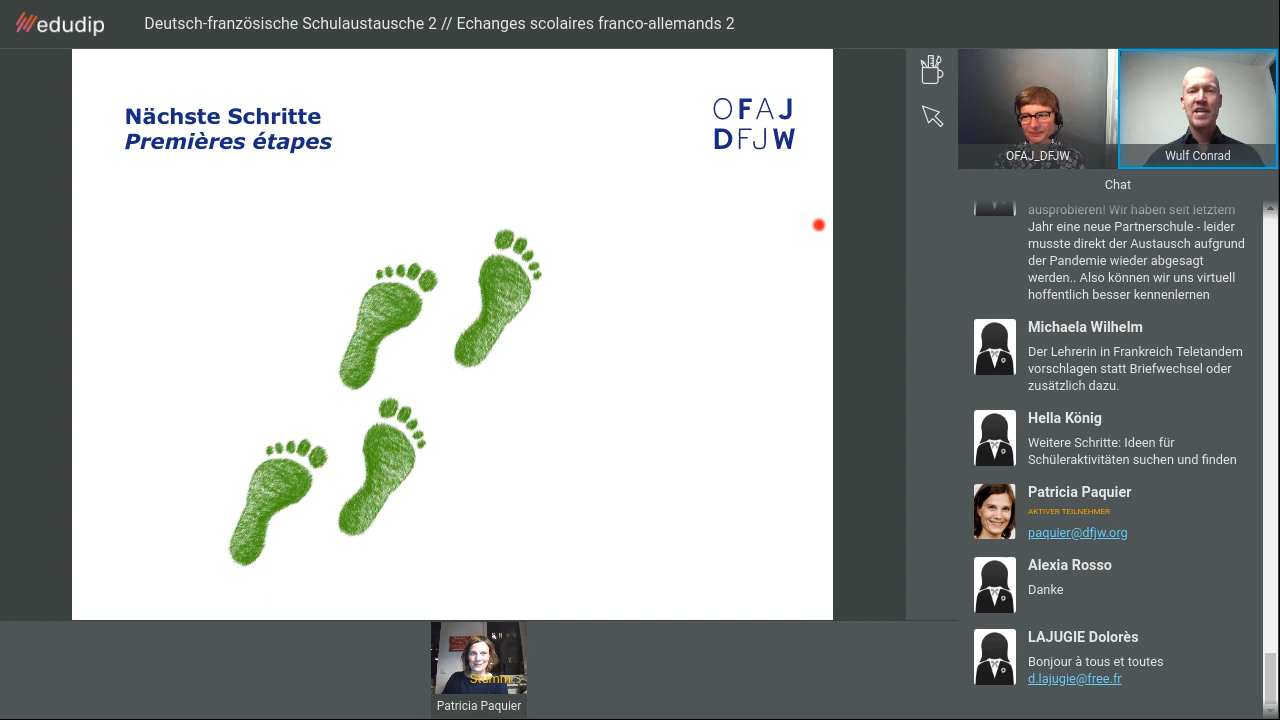 edudip
Deutsch-französische Schulaustausche 2 // Echanges scolaires franco-allemands 2
Nächste Schritte
Premières étapes
OFAJ
DFJW
OFAJ_DFJW
Wulf Conrad
Chat
ausprobieren! Wir haben seit letztem
Jahr eine neue Partnerschule - leider
musste direkt der Austausch aufgrund
der Pandemie wieder abgesagt
werden.. Also können wir uns virtuell
hoffentlich besser kennenlernen
Michaela Wilhelm
Der Lehrerin in Frankreich Teletandem
vorschlagen statt Briefwechsel oder
zusätzlich dazu.
Hella König
Weitere Schritte: Ideen für
Schüleraktivitäten suchen und finden
Patricia Paquier
AKTIVER TEILNEHMER
paquier@dfjw.org
Alexia Rosso
Danke
LAJUGIE Dolorès
Bonjour à tous et toutes
d.lajugie@free.fr
Stumm
Patricia Paquier